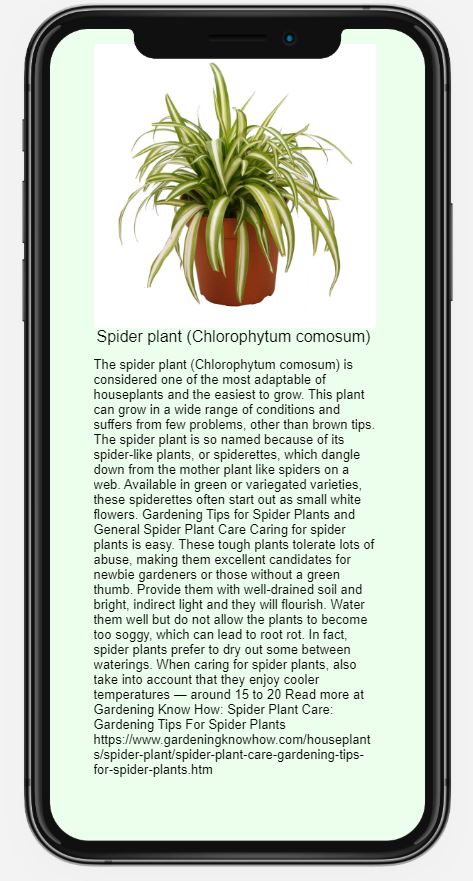 Spider plant (Chlorophytum comosum)
The spider plant (Chlorophytum comosum) is
considered one of the most adaptable of
houseplants and the easiest to grow. This plant
can grow in a wide range of conditions and
suffers from few problems, other than brown tips.
The spider plant is so named because of its
spider-like plants, or spiderettes, which dangle
down from the mother plant like spiders on a
web. Available in green or variegated varieties,
these spiderettes often start out as small white
flowers. Gardening Tips for Spider Plants and
General Spider Plant Care Caring for spider
plants is easy. These tough plants tolerate lots of
abuse, making them excellent candidates for
newbie gardeners or those without a green
thumb. Provide them with well-drained soil and
bright, indirect light and they will flourish. Water
them well but do not allow the plants to become
too soggy, which can lead to root rot. In fact,
spider plants prefer to dry out some between
waterings. When caring for spider plants, also
take into account that they enjoy cooler
temperatures — around 15 to 20 Read more at
Gardening Know How: Spider Plant Care:
Gardening Tips For Spider Plants
https://www.gardeningknowhow.com/houseplant
s/spider-plant/spider-plant-care-gardening-tips-
for-spider-plants.htm